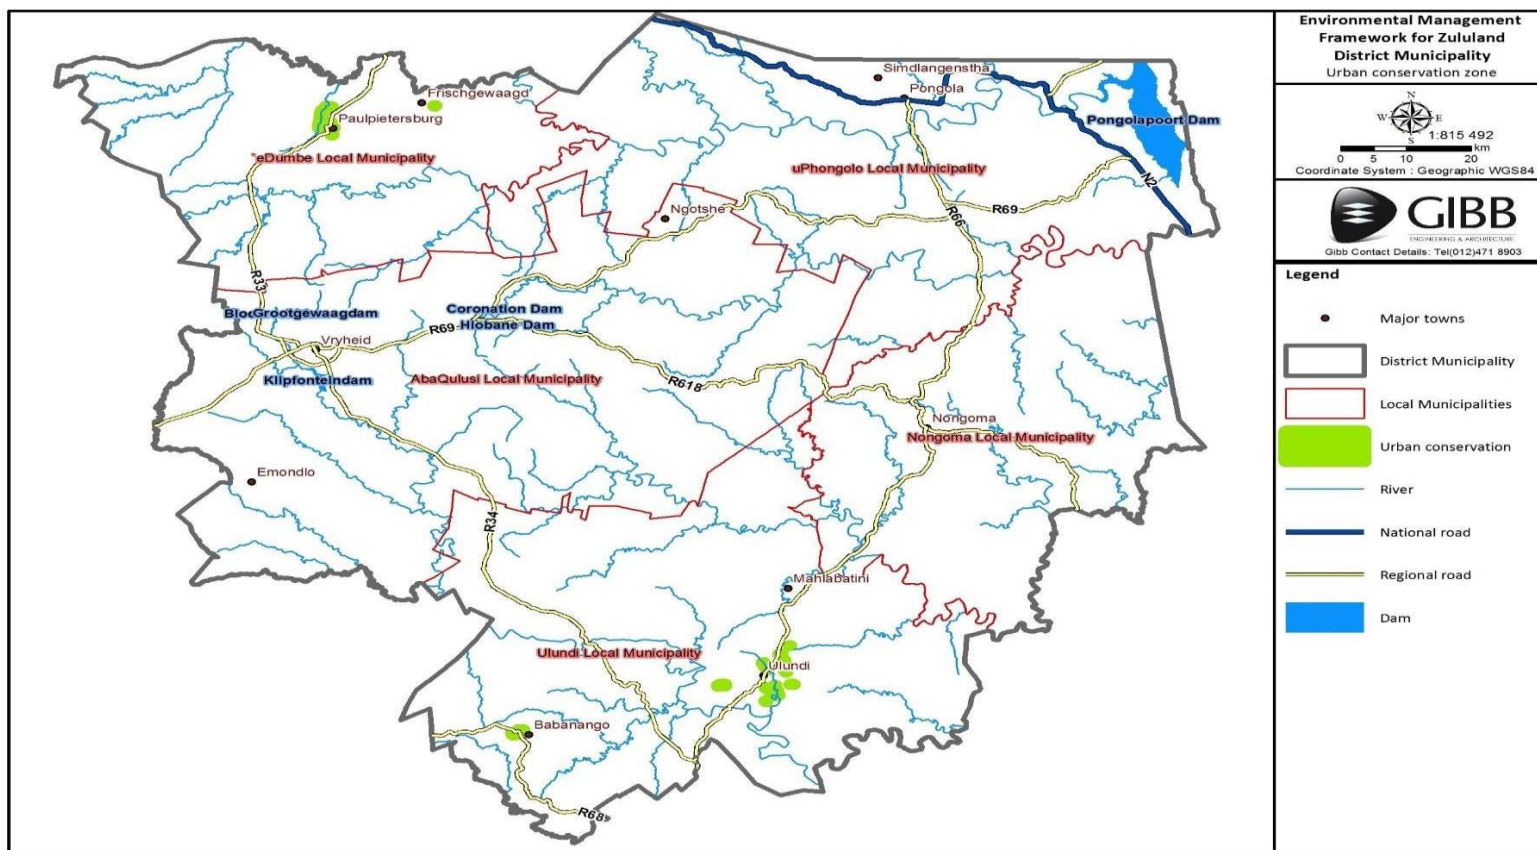 Environmental Management
Framework for Zululand
District Municipality
Urban conservation zone
N
W E
S
1:815 492
km
0 5 10 20
Coordinate System : Geographic WGS84
GIBB
ENGINEERING & ARCHITECTURE
Gibb Contact Details: Tel(012)471 8903
Legend
Major towns
District Municipality
Local Municipalities
Urban conservation
River
National road
Regional road
Dam
Simdlangenstha
Pongola
Frischgewaagd
Paulpietersburg
Pongolapoort Dam
eDumbe Local Municipality
uPhongolo Local Municipality
N2
Ngotshe
R69
R66
R33
Coronation Dam
Grootgewaagdam
Hlobane Dam
R69
Vryheid
Klipfonteindam
AbaQulusi Local Municipality
R618
Nongoma
Nongoma Local Municipality
Emondlo
R34
Mahlabatini
Ulundi Local Municipality
Ulundi
Babanango
R68